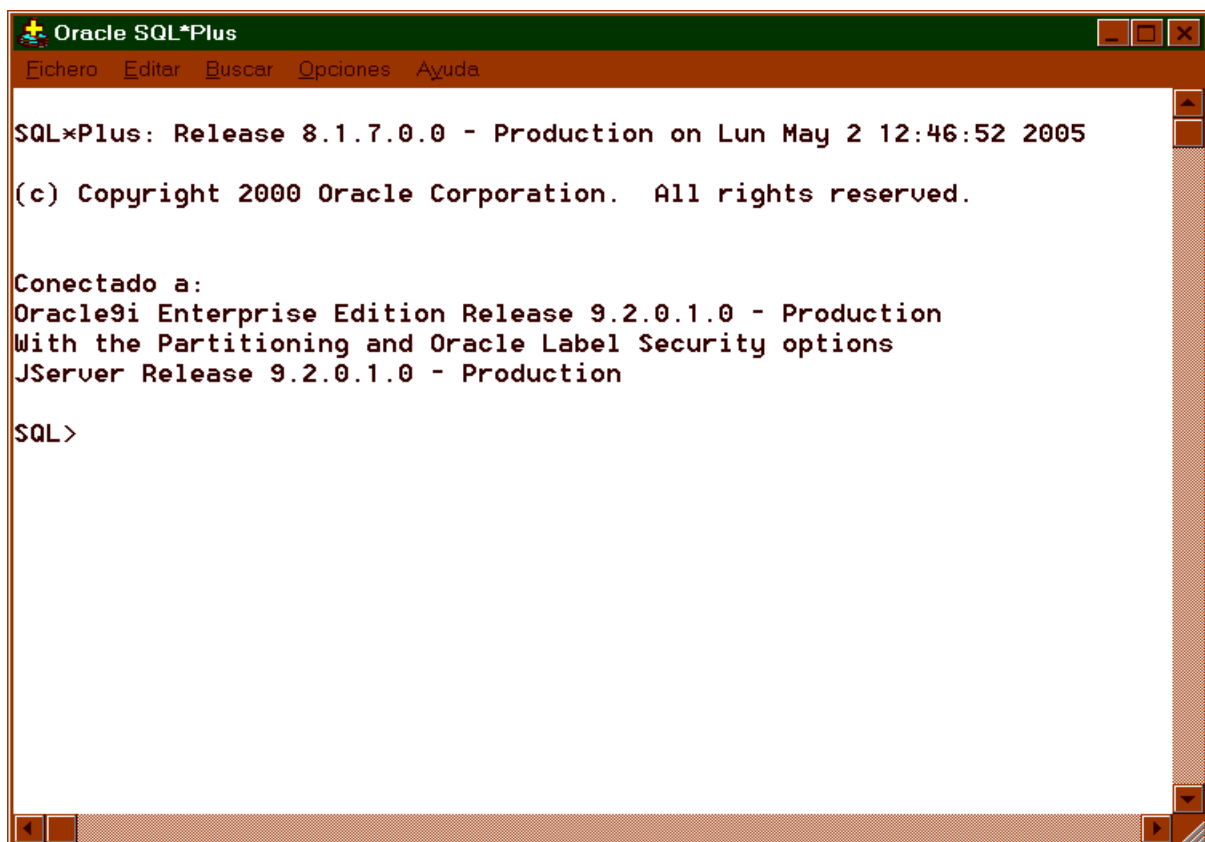 Oracle SQL*Plus
Fichero Editar Buscar Opciones Ayuda
SQL*Plus: Release 8.1.7.0.0 - Production on Lun May 2 12:46:52 2005
(c) Copyright 2000 Oracle Corporation.  All rights reserved.
Conectado a:
Oracle9i Enterprise Edition Release 9.2.0.1.0 - Production
With the Partitioning and Oracle Label Security options
JServer Release 9.2.0.1.0 - Production
SQL>